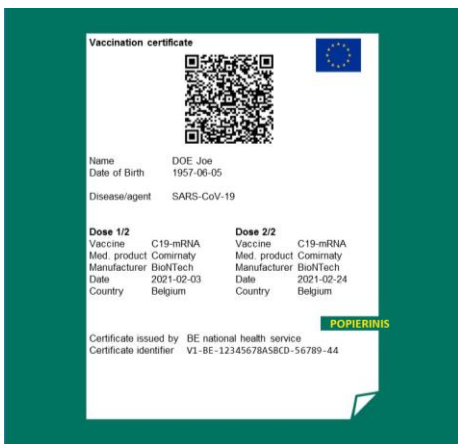 Vaccination certificate
Name DOE Joe
Date of Birth 1957-06-05
Disease/agent SARS-CoV-19
Dose 1/2 Dose 2/2
Vaccine C19-mRNA Vaccine C19-mRNA
Med. product Comirnaty Med. product Comirnaty
Manufacturer BioNTech Manufacturer BioNTech
Date 2021-02-03 Date 2021-02-24
Country Belgium Country Belgium
POPIERINIS
Certificate issued by BE national health service
Certificate identifier V1-BE-12345678ASBCD-56789-44